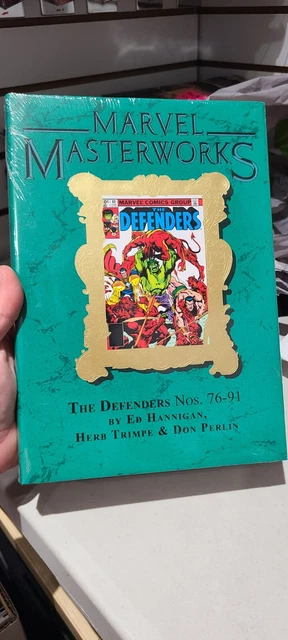 MARVEL
MASTERWORKS
MARVEL COMICS GROUP
THE
DEFENDERS
THE DEFENDERS NOS. 76-91
BY ED HANNIGAN,
HERB TRIMPE & DON PERLIN